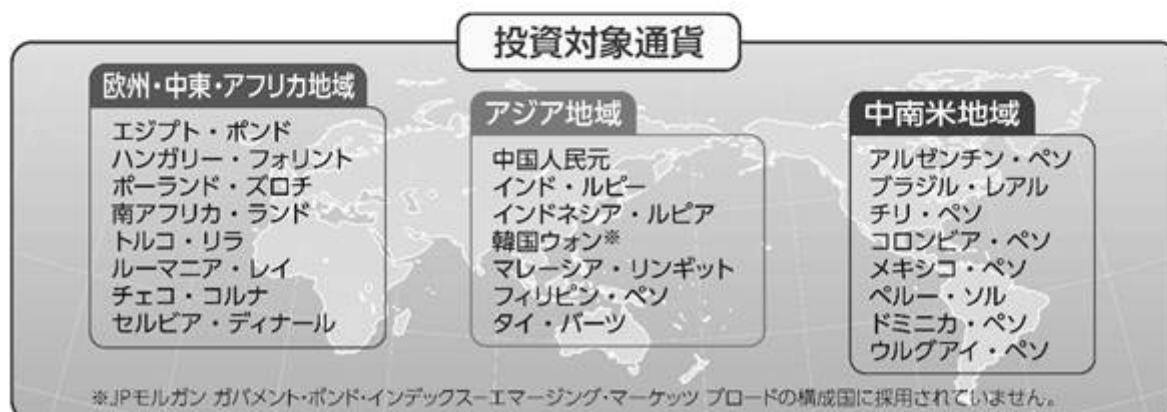 投資対象通貨
欧州・中東・アフリカ地域
エジプト・ポンド
ハンガリー・フォリント
ポーランド・ズロチ
南アフリカ・ランド
トルコ・リラ
ルーマニア・レイ
チェコ・コルナ
セルビア・ディナール
アジア地域
中国人民元
インド・ルピー
インドネシア・ルピア
韓国ウォン※
マレーシア・リンギット
フィリピン・ペソ
タイ・バーツ
中南米地域
アルゼンチン・ペソ
ブラジル・レアル
チリ・ペソ
コロンビア・ペソ
メキシコ・ペソ
ペルー・ソル
ドミニカ・ペソ
ウルグアイ・ペソ
※JPモルガン ガバメント・ボンド・インデックス－エマージング・マーケッツ ブロードの構成国に採用されていません。